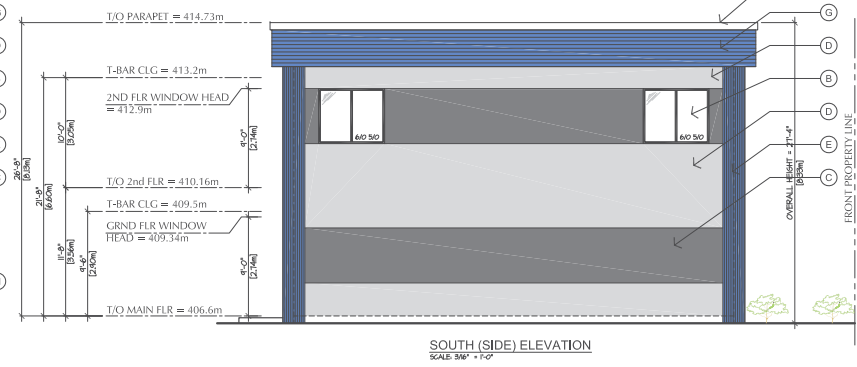 T/O PARAPET = 414.73m
T-BAR CLG = 413.2m
2ND FLR WINDOW HEAD
= 412.9m
T/O 2nd FLR = 410.16m
T-BAR CLG = 409.5m
GRND FLR WINDOW
HEAD = 409.34m
T/O MAIN FLR = 406.6m
26'-8"
[8.13m]
21'-8"
[6.60m]
10'-0"
[3.05m]
11'-8"
[3.56m]
9'-6"
[2.90m]
9'-0"
[2.74m]
9'-0"
[2.74m]
6/0 5/0
6/0 5/0
OVERALL HEIGHT = 27'-4"
[8.33m]
G
D
B
D
E
C
FRONT PROPERTY LINE
SOUTH (SIDE) ELEVATION
SCALE: 3/16" = 1'-0"